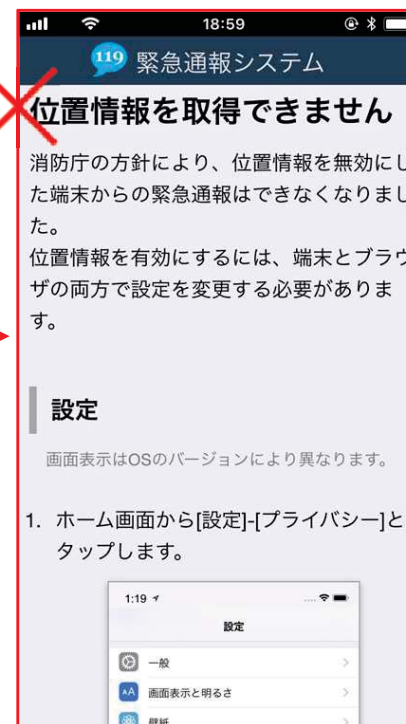 18:59
119 緊急通報システム
位置情報を取得できません
消防庁の方針により、位置情報を無効にし
た端末からの緊急通報はできなくなりまし
た。
位置情報を有効にするには、端末とブラウ
ザの両方で設定を変更する必要がありま
す。
設定
画面表示はOSのバージョンにより異なります。
1. ホーム画面から[設定]-[プライバシー]と
タップします。
1:19
設定
一般
AA 画面表示と明るさ
壁紙